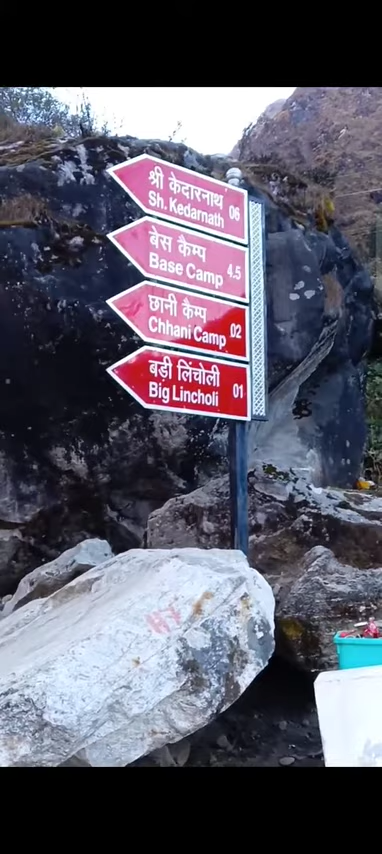 श्री केदारनाथ
Sh. Kedarnath 06
बेस कैम्प
Base Camp 4.5
छानी कैम्प
Chhani Camp 02
बड़ी लिंचोली
Big Lincholi 01